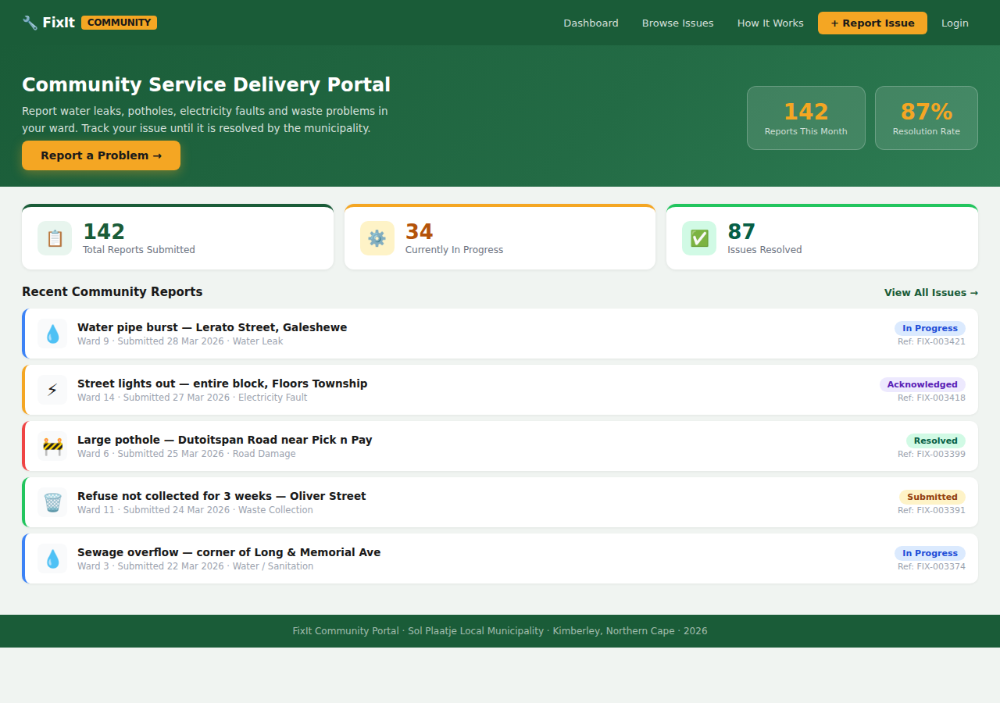 🔧 FixIt COMMUNITY
Dashboard Browse Issues How It Works + Report Issue Login
Community Service Delivery Portal
Report water leaks, potholes, electricity faults and waste problems in
your ward. Track your issue until it is resolved by the municipality.
Report a Problem →
142
Reports This Month
87%
Resolution Rate
142
Total Reports Submitted
34
Currently In Progress
87
Issues Resolved
Recent Community Reports
View All Issues →
Water pipe burst — Lerato Street, Galeshewe
Ward 9 · Submitted 28 Mar 2026 · Water Leak
In Progress
Ref: FIX-003421
Street lights out — entire block, Floors Township
Ward 14 · Submitted 27 Mar 2026 · Electricity Fault
Acknowledged
Ref: FIX-003418
Large pothole — Dutoitspan Road near Pick n Pay
Ward 6 · Submitted 25 Mar 2026 · Road Damage
Resolved
Ref: FIX-003399
Refuse not collected for 3 weeks — Oliver Street
Ward 11 · Submitted 24 Mar 2026 · Waste Collection
Submitted
Ref: FIX-003391
Sewage overflow — corner of Long & Memorial Ave
Ward 3 · Submitted 22 Mar 2026 · Water / Sanitation
In Progress
Ref: FIX-003374
FixIt Community Portal · Sol Plaatje Local Municipality · Kimberley, Northern Cape · 2026